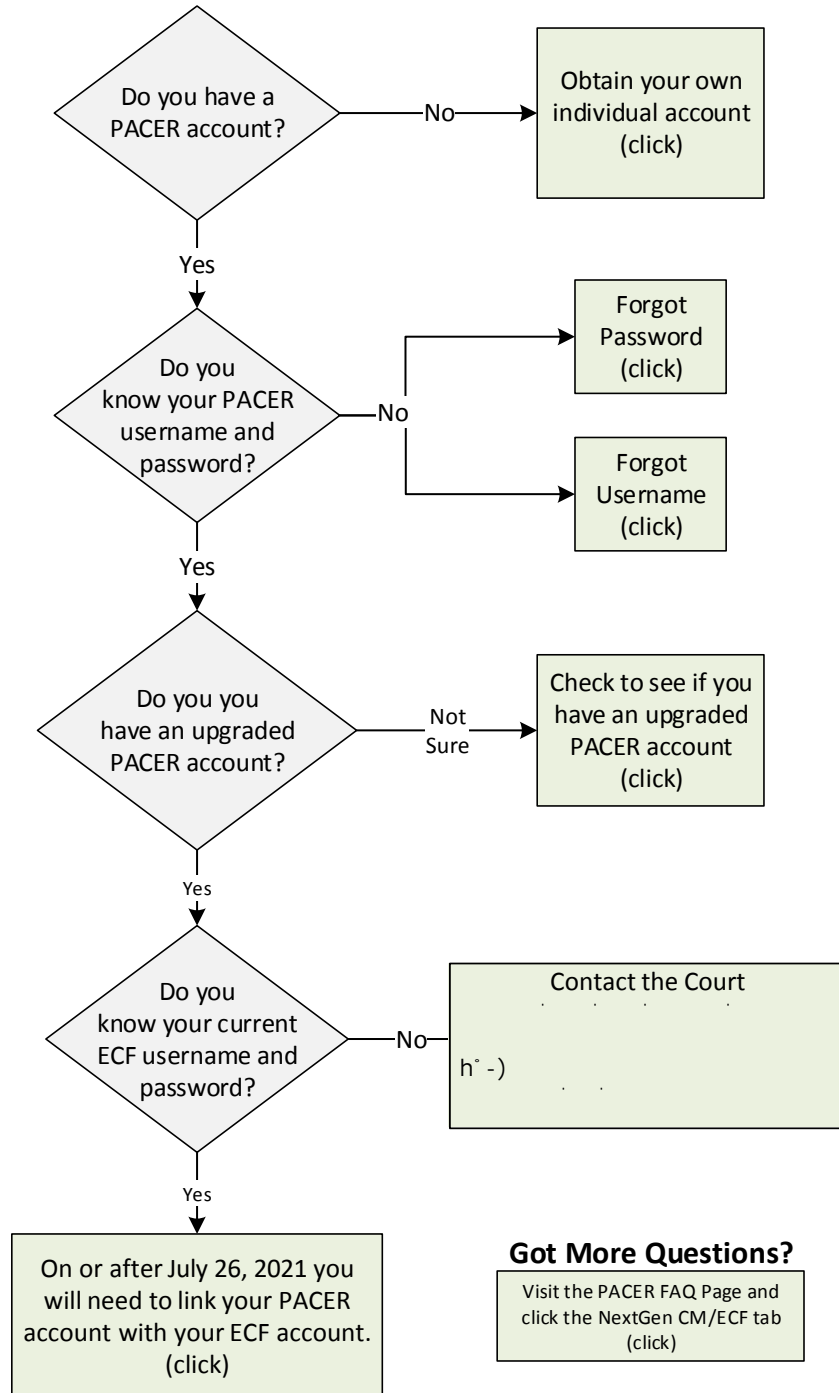 Do you have a
PACER account?
No
Obtain your own
individual account
(click)
Yes
Do you
know your PACER
username and
password?
No
Forgot
Password
(click)
Forgot
Username
(click)
Yes
Do you you
have an upgraded
PACER account?
Not
Sure
Check to see if you
have an upgraded
PACER account
(click)
Yes
Do you
know your current
ECF username and
password?
No
Contact the Court
Yes
On or after July 26, 2021 you
will need to link your PACER
account with your ECF account.
(click)
Got More Questions?
Visit the PACER FAQ Page and
click the NextGen CM/ECF tab
(click)